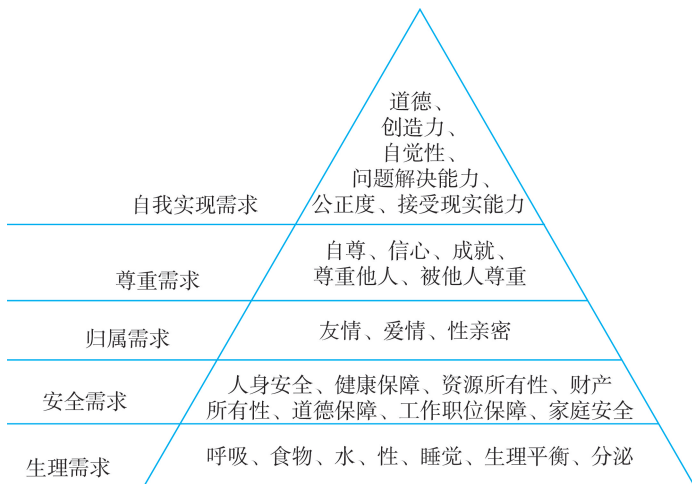 道德、
创造力、
自觉性、
问题解决能力、
自我实现需求
公正度、接受现实能力
自尊、信心、成就、
尊重需求
尊重他人、被他人尊重
归属需求
友情、爱情、性亲密
安全需求
人身安全、健康保障、资源所有性、财产
所有性、道德保障、工作职位保障、家庭安全
生理需求
呼吸、食物、水、性、睡觉、生理平衡、分泌